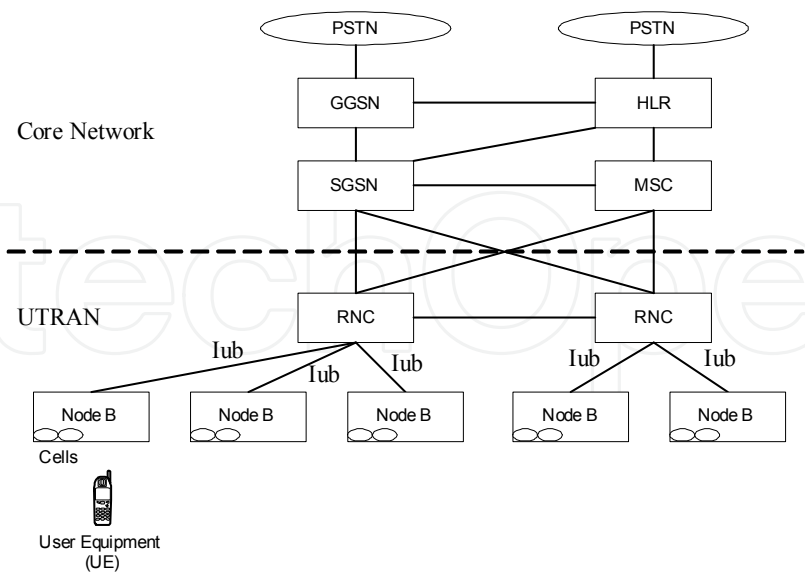 PSTN
PSTN
GGSN
HLR
Core Network
SGSN
MSC
techOpe
UTRAN
RNC
RNC
Iub
Iub
Iub
Iub
Iub
Node B
Node B
Node B
Node B
Node B
Cells
User Equipment
(UE)